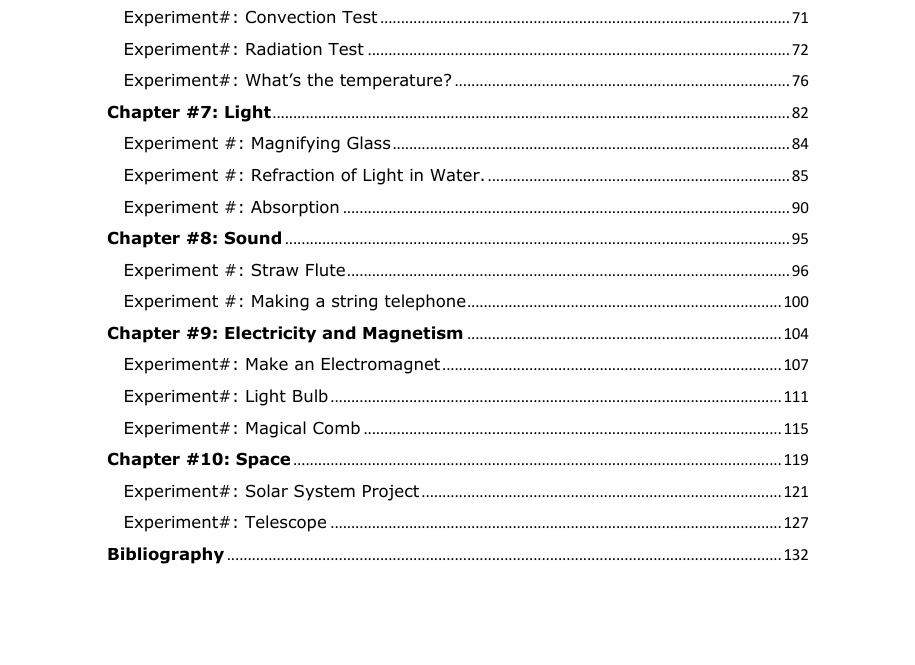 Experiment#: Convection Test........................................................................................................71
Experiment#: Radiation Test ..........................................................................................................72
Experiment#: What’s the temperature? ......................................................................................76
Chapter #7: Light.................................................................................................................................82
Experiment #: Magnifying Glass.....................................................................................................84
Experiment #: Refraction of Light in Water. .............................................................................85
Experiment #: Absorption ................................................................................................................90
Chapter #8: Sound ..............................................................................................................................95
Experiment #: Straw Flute................................................................................................................96
Experiment #: Making a string telephone.................................................................................100
Chapter #9: Electricity and Magnetism .................................................................................104
Experiment#: Make an Electromagnet.......................................................................................107
Experiment#: Light Bulb...................................................................................................................111
Experiment#: Magical Comb ..........................................................................................................115
Chapter #10: Space ............................................................................................................................119
Experiment#: Solar System Project.............................................................................................121
Experiment#: Telescope ...................................................................................................................127
Bibliography .............................................................................................................................................132